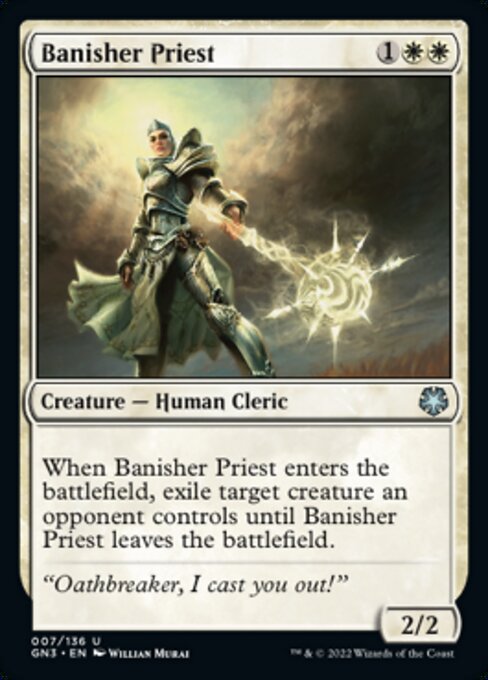 Banisher Priest 1
Creature — Human Cleric
When Banisher Priest enters the
battlefield, exile target creature an
opponent controls until Banisher
Priest leaves the battlefield.
“Oathbreaker, I cast you out!”
2/2
007/136 U
GN3 • EN Willian Murai
™ & © 2022 Wizards of the Coast